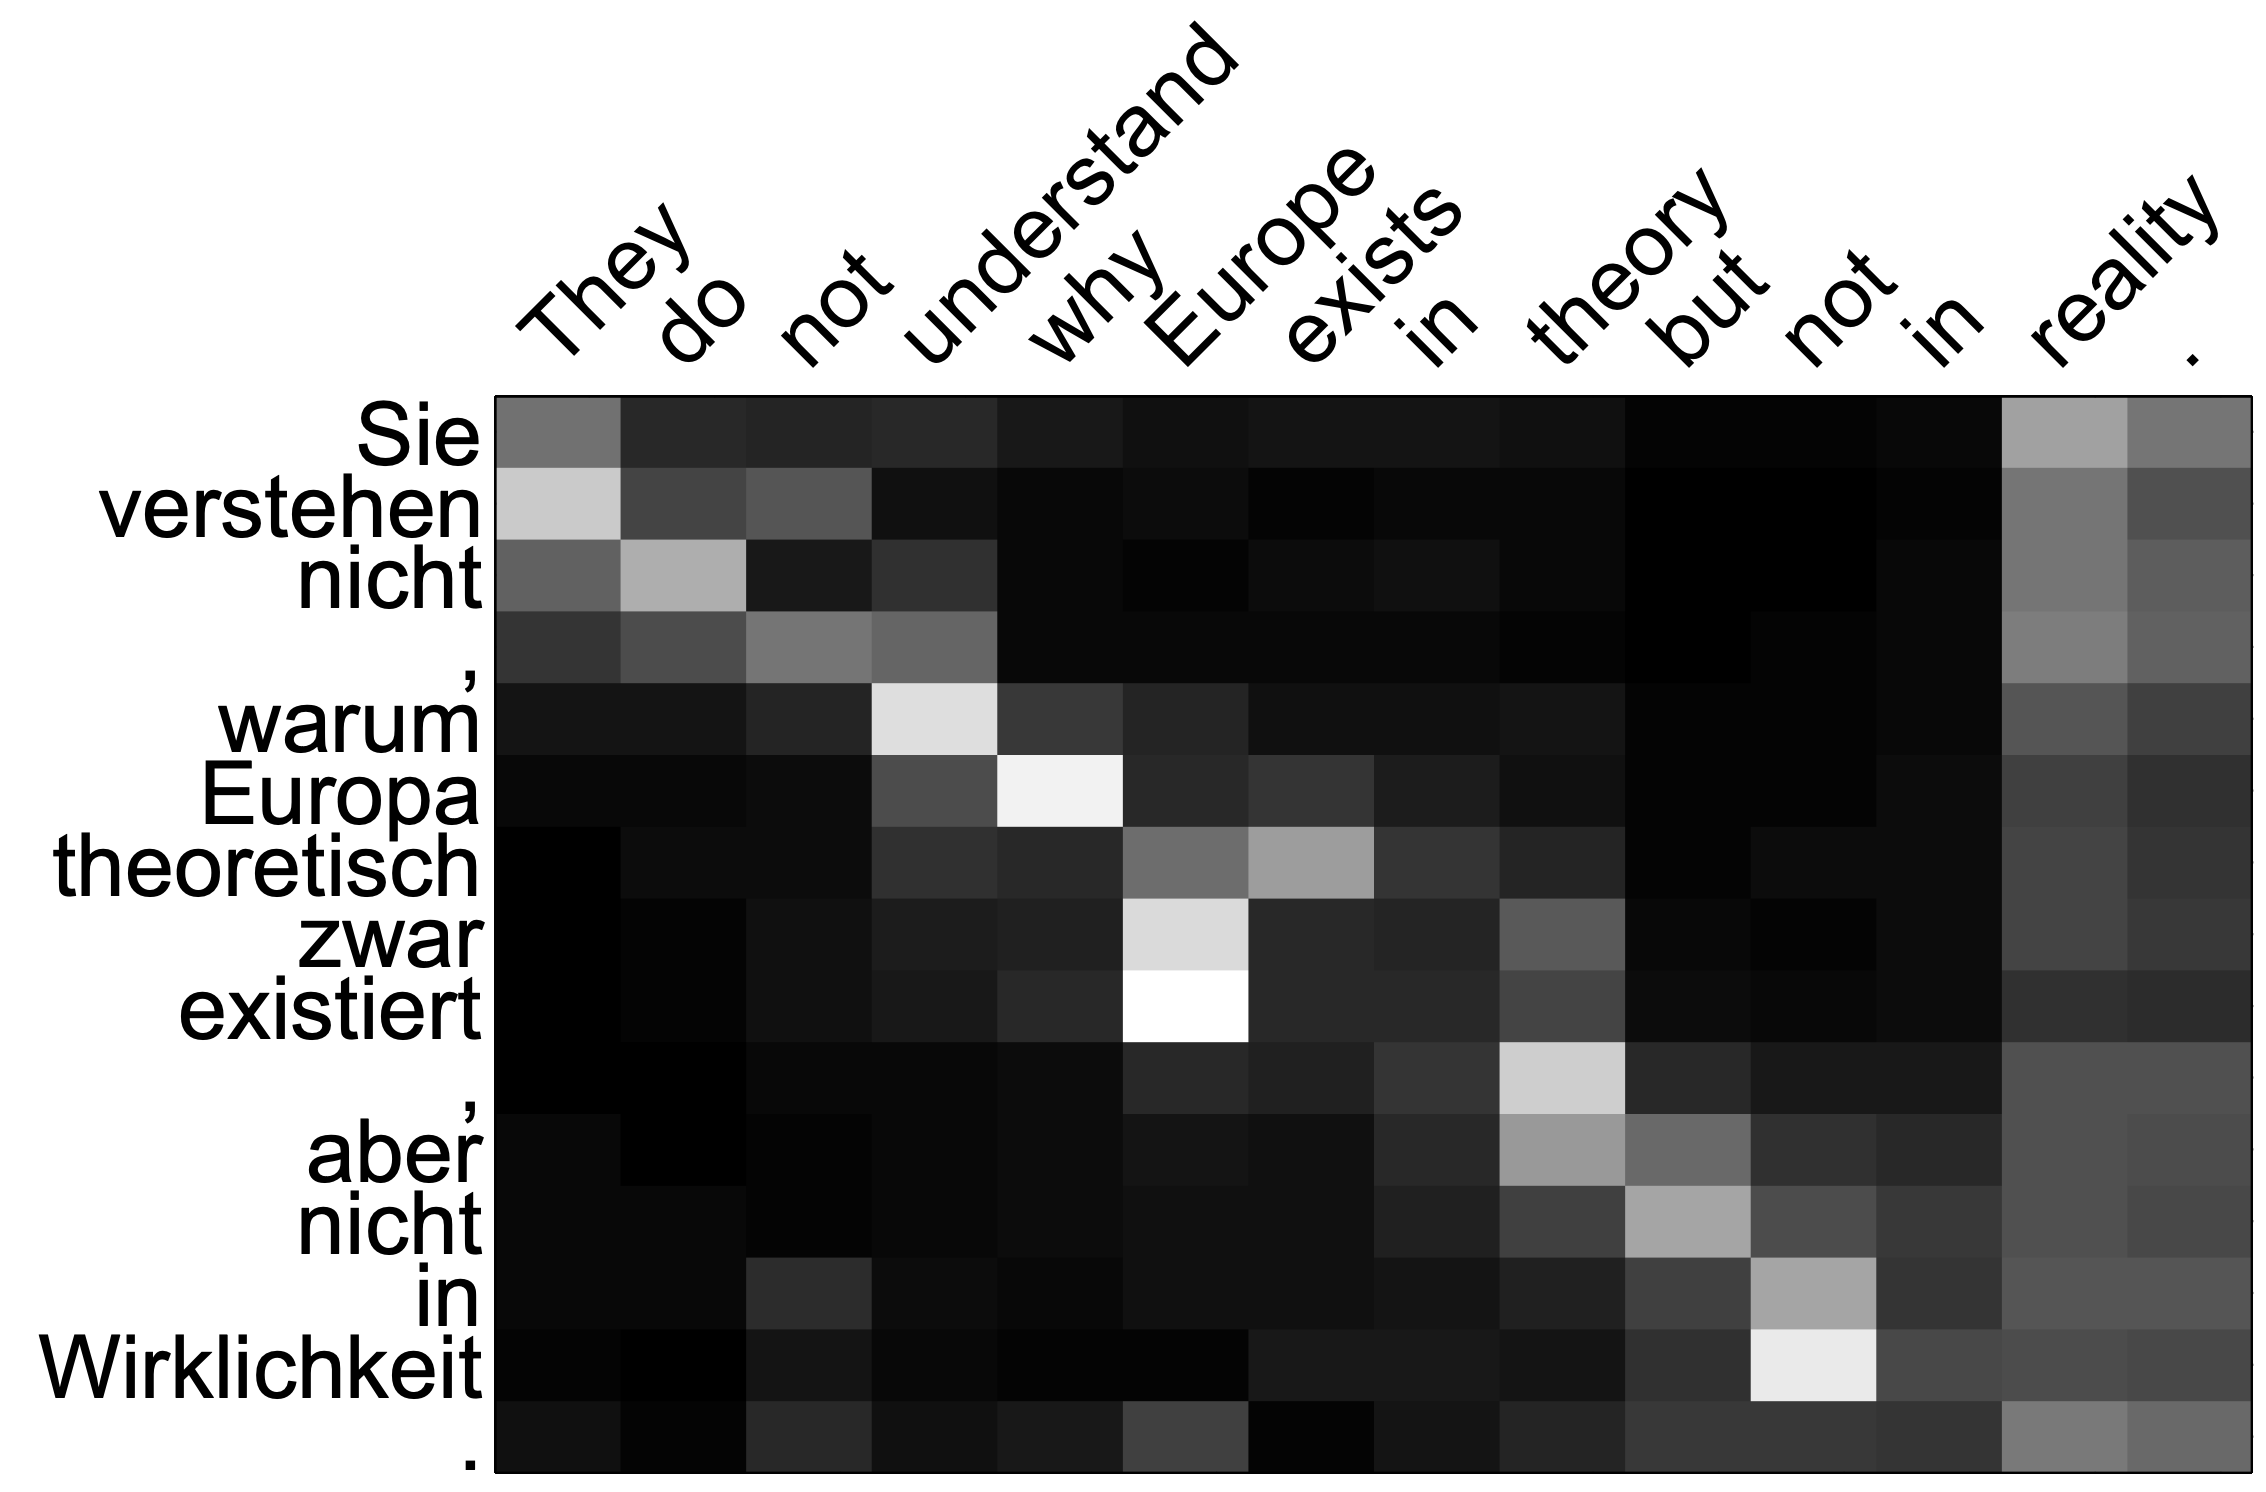 They do not understand why Europe exists in theory but not in reality .
Sie
verstehen
nicht
,
warum
Europa
theoretisch
zwar
existiert
,
aber
nicht
in
Wirklichkeit
.